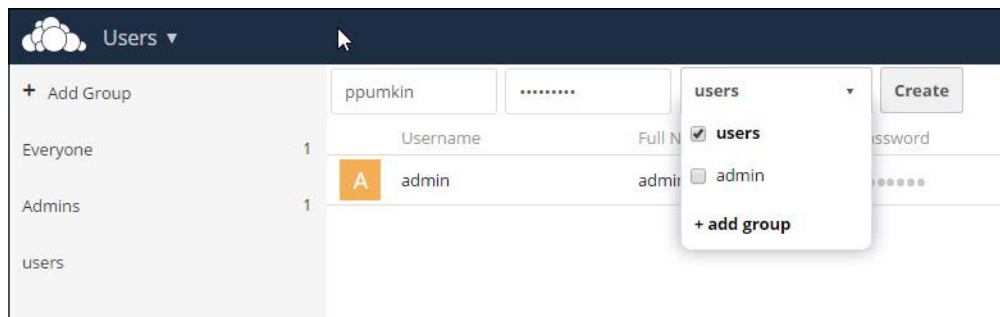 Users ▼
+ Add Group
Everyone 1
Admins 1
users
ppumkin ••••••••• users ▼ Create
Username Full N ssword
A admin admin ••••••
users
admin
+ add group